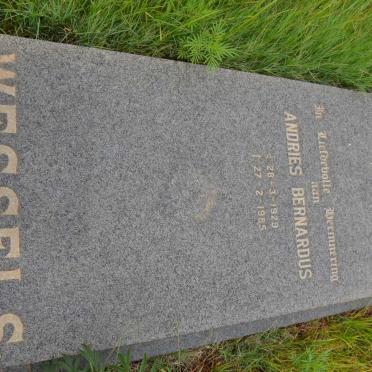 In Liefdevolle Herinnering
aan
ANDRIES BERNARDUS
* 28·3·1929
† 27·2·1985
WESSELS